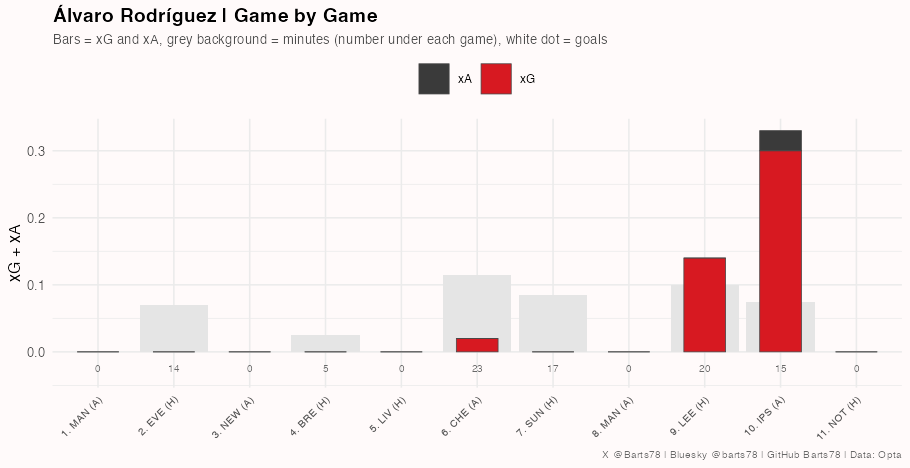 Álvaro Rodríguez | Game by Game
Bars = xG and xA, grey background = minutes (number under each game), white dot = goals
xA
xG
xG + xA
0.3
0.2
0.1
0.0
0
14
0
5
0
23
17
0
20
15
0
1. MAN (A)
2. EVE (H)
3. NEW (A)
4. BRE (H)
5. LIV (H)
6. CHE (A)
7. SUN (H)
8. MAN (A)
9. LEE (H)
10. IPS (A)
11. NOT (H)
X @Barts78 | Bluesky @barts78 | GitHub Barts78 | Data: Opta